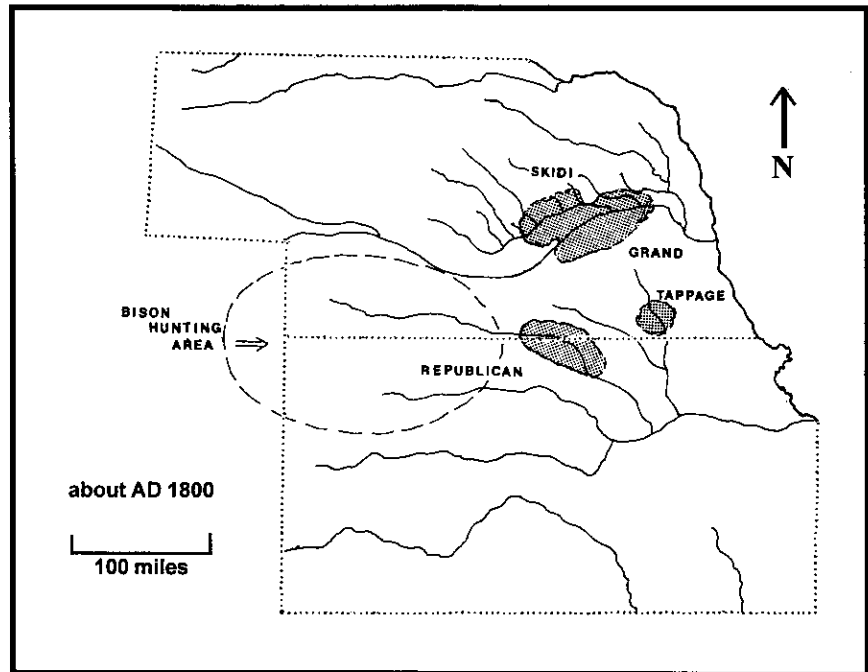 N
SKIDI
GRAND
TAPPAGE
BISON
HUNTING
AREA
REPUBLICAN
about AD 1800
100 miles